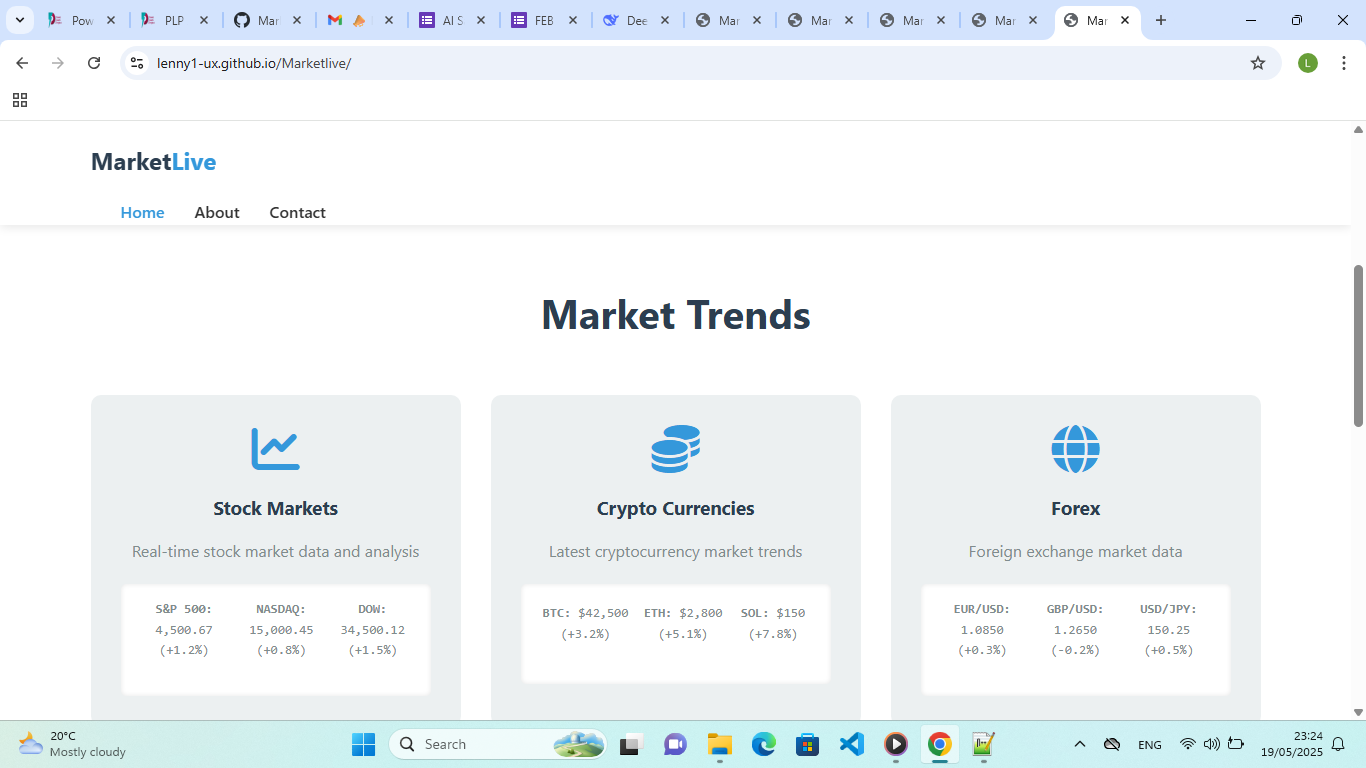 Pow
PLP
Mar
AI S
FEB
Dee
Mar
Mar
Mar
Mar
Mar
lenny1-ux.github.io/Marketlive/
L
MarketLive
Home About Contact
Market Trends
Stock Markets
Real-time stock market data and analysis
S&P 500: NASDAQ: DOW:
4,500.67 15,000.45 34,500.12
(+1.2%) (+0.8%) (+1.5%)
Crypto Currencies
Latest cryptocurrency market trends
BTC: $42,500 ETH: $2,800 SOL: $150
(+3.2%) (+5.1%) (+7.8%)
Forex
Foreign exchange market data
EUR/USD: GBP/USD: USD/JPY:
1.0850 1.2650 150.25
(+0.3%) (-0.2%) (+0.5%)
20°C
Mostly cloudy
Search
ENG
23:24
19/05/2025